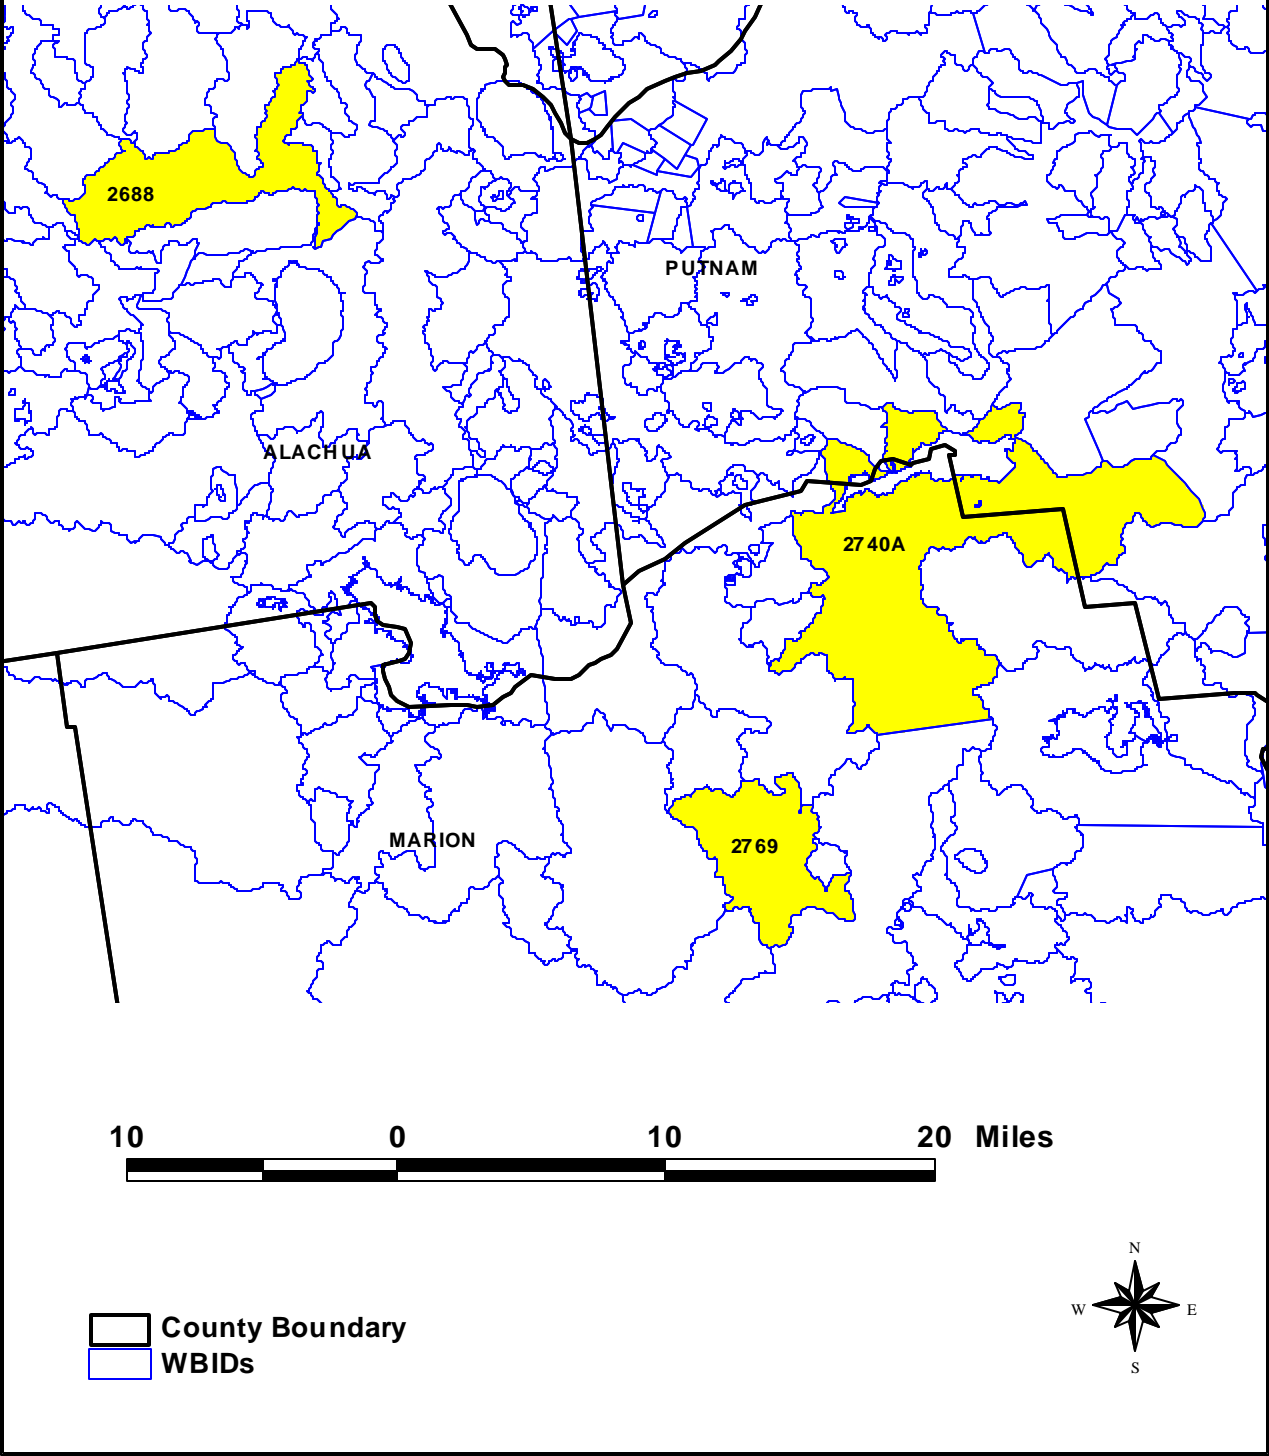 2688
PUTNAM
ALACHUA
2740A
MARION
2769
10 0 10 20 Miles
N
W E
S
County Boundary
WBIDs